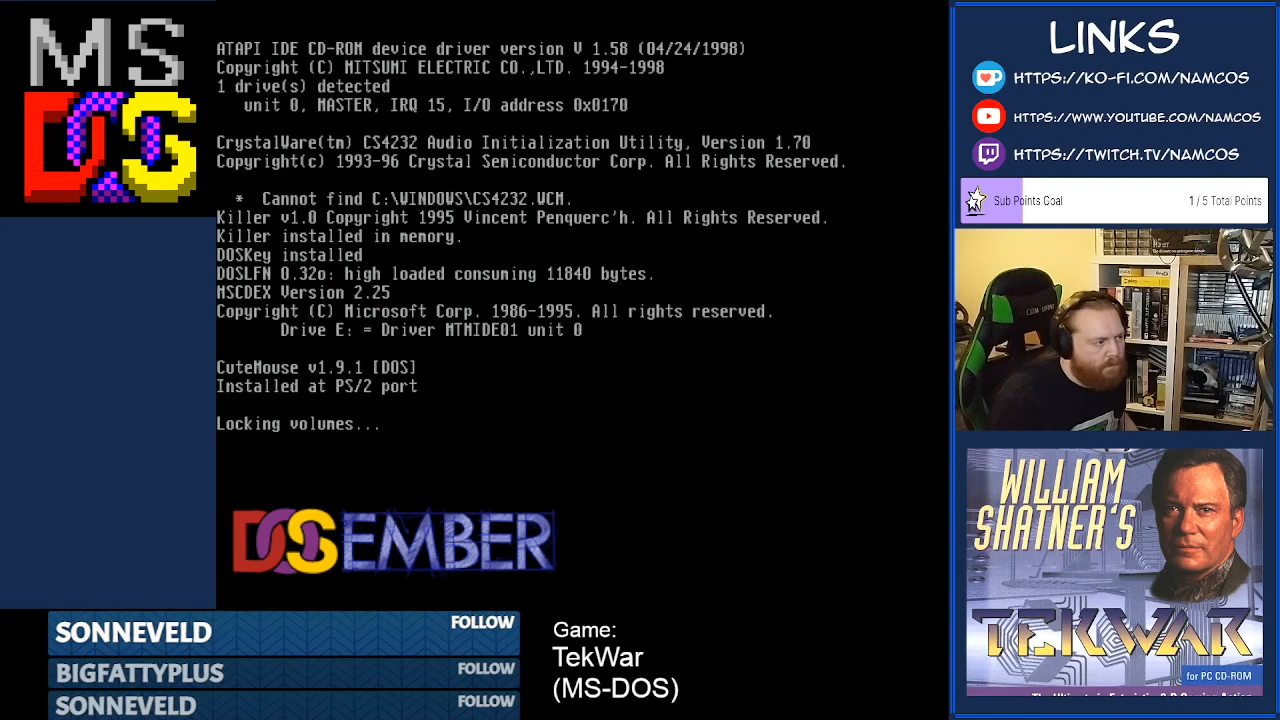 MS
DOS
ATAPI IDE CD-ROM device driver version V 1.58 (04/24/1998)
Copyright (C) MITSUMI ELECTRIC CO.,LTD. 1994-1998
1 drive(s) detected
unit 0, MASTER, IRQ 15, I/O address 0x0170
CrystalWare(tm) CS4232 Audio Initialization Utility, Version 1.70
Copyright(c) 1993-96 Crystal Semiconductor Corp. All Rights Reserved.
* Cannot find C:\WINDOWS\CS4232.WCM.
Killer v1.0 Copyright 1995 Vincent Penquerc'h. All Rights Reserved.
Killer installed in memory.
DOSKey installed
DOSLFN 0.32o: high loaded consuming 11840 bytes.
MSCDEX Version 2.25
Copyright (C) Microsoft Corp. 1986-1995. All rights reserved.
Drive E: = Driver MTMIDE01 unit 0
CuteMouse v1.9.1 [DOS]
Installed at PS/2 port
Locking volumes...
DOSEMBER
SONNEVELD FOLLOW
BIGFATTYPLUS FOLLOW
SONNEVELD FOLLOW
Game:
TekWar
(MS-DOS)
LINKS
HTTPS://KO-FI.COM/NAMCOS
HTTPS://WWW.YOUTUBE.COM/NAMCOS
HTTPS://TWITCH.TV/NAMCOS
Sub Points Goal 1 / 5 Total Points
WILLIAM
SHATNER'S
TEKWAR
for PC CD-ROM